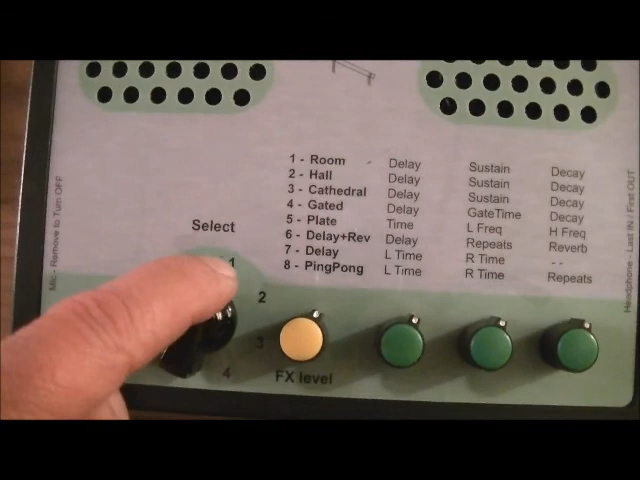 1 - Room Delay Sustain Decay
2 - Hall Delay Sustain Decay
3 - Cathedral Delay Sustain Decay
4 - Gated Delay GateTime Decay
5 - Plate Time L Freq H Freq
6 - Delay+Rev Delay Repeats Reverb
7 - Delay L Time R Time - -
8 - PingPong L Time R Time Repeats
Select
1
2
3
4
FX level
Mic - Remove to Turn OFF
Headphone - Last IN / First OUT